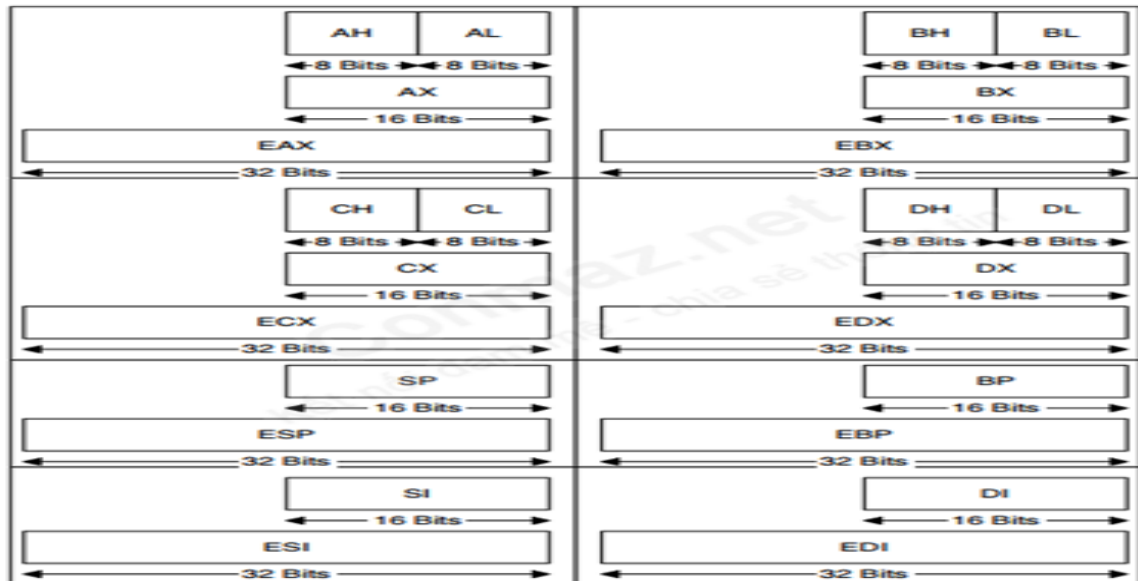 AH AL BH BL
8 Bits 8 Bits 8 Bits 8 Bits
AX BX
16 Bits 16 Bits
EAX EBX
32 Bits 32 Bits
CH CL DH DL
8 Bits 8 Bits 8 Bits 8 Bits
CX DX
16 Bits 16 Bits
ECX EDX
32 Bits 32 Bits
SP BP
16 Bits 16 Bits
ESP EBP
32 Bits 32 Bits
SI DI
16 Bits 16 Bits
ESI EDI
32 Bits 32 Bits
chia sẻ